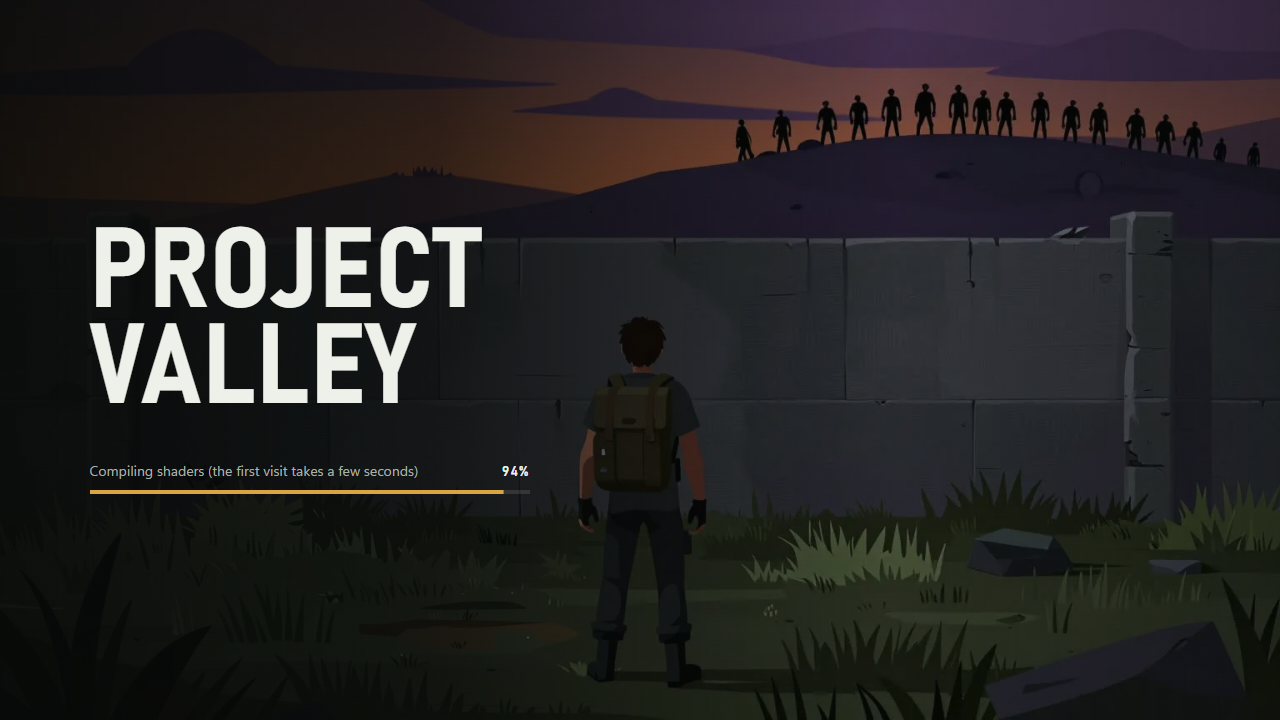 PROJECT
VALLEY
Compiling shaders (the first visit takes a few seconds) 94%